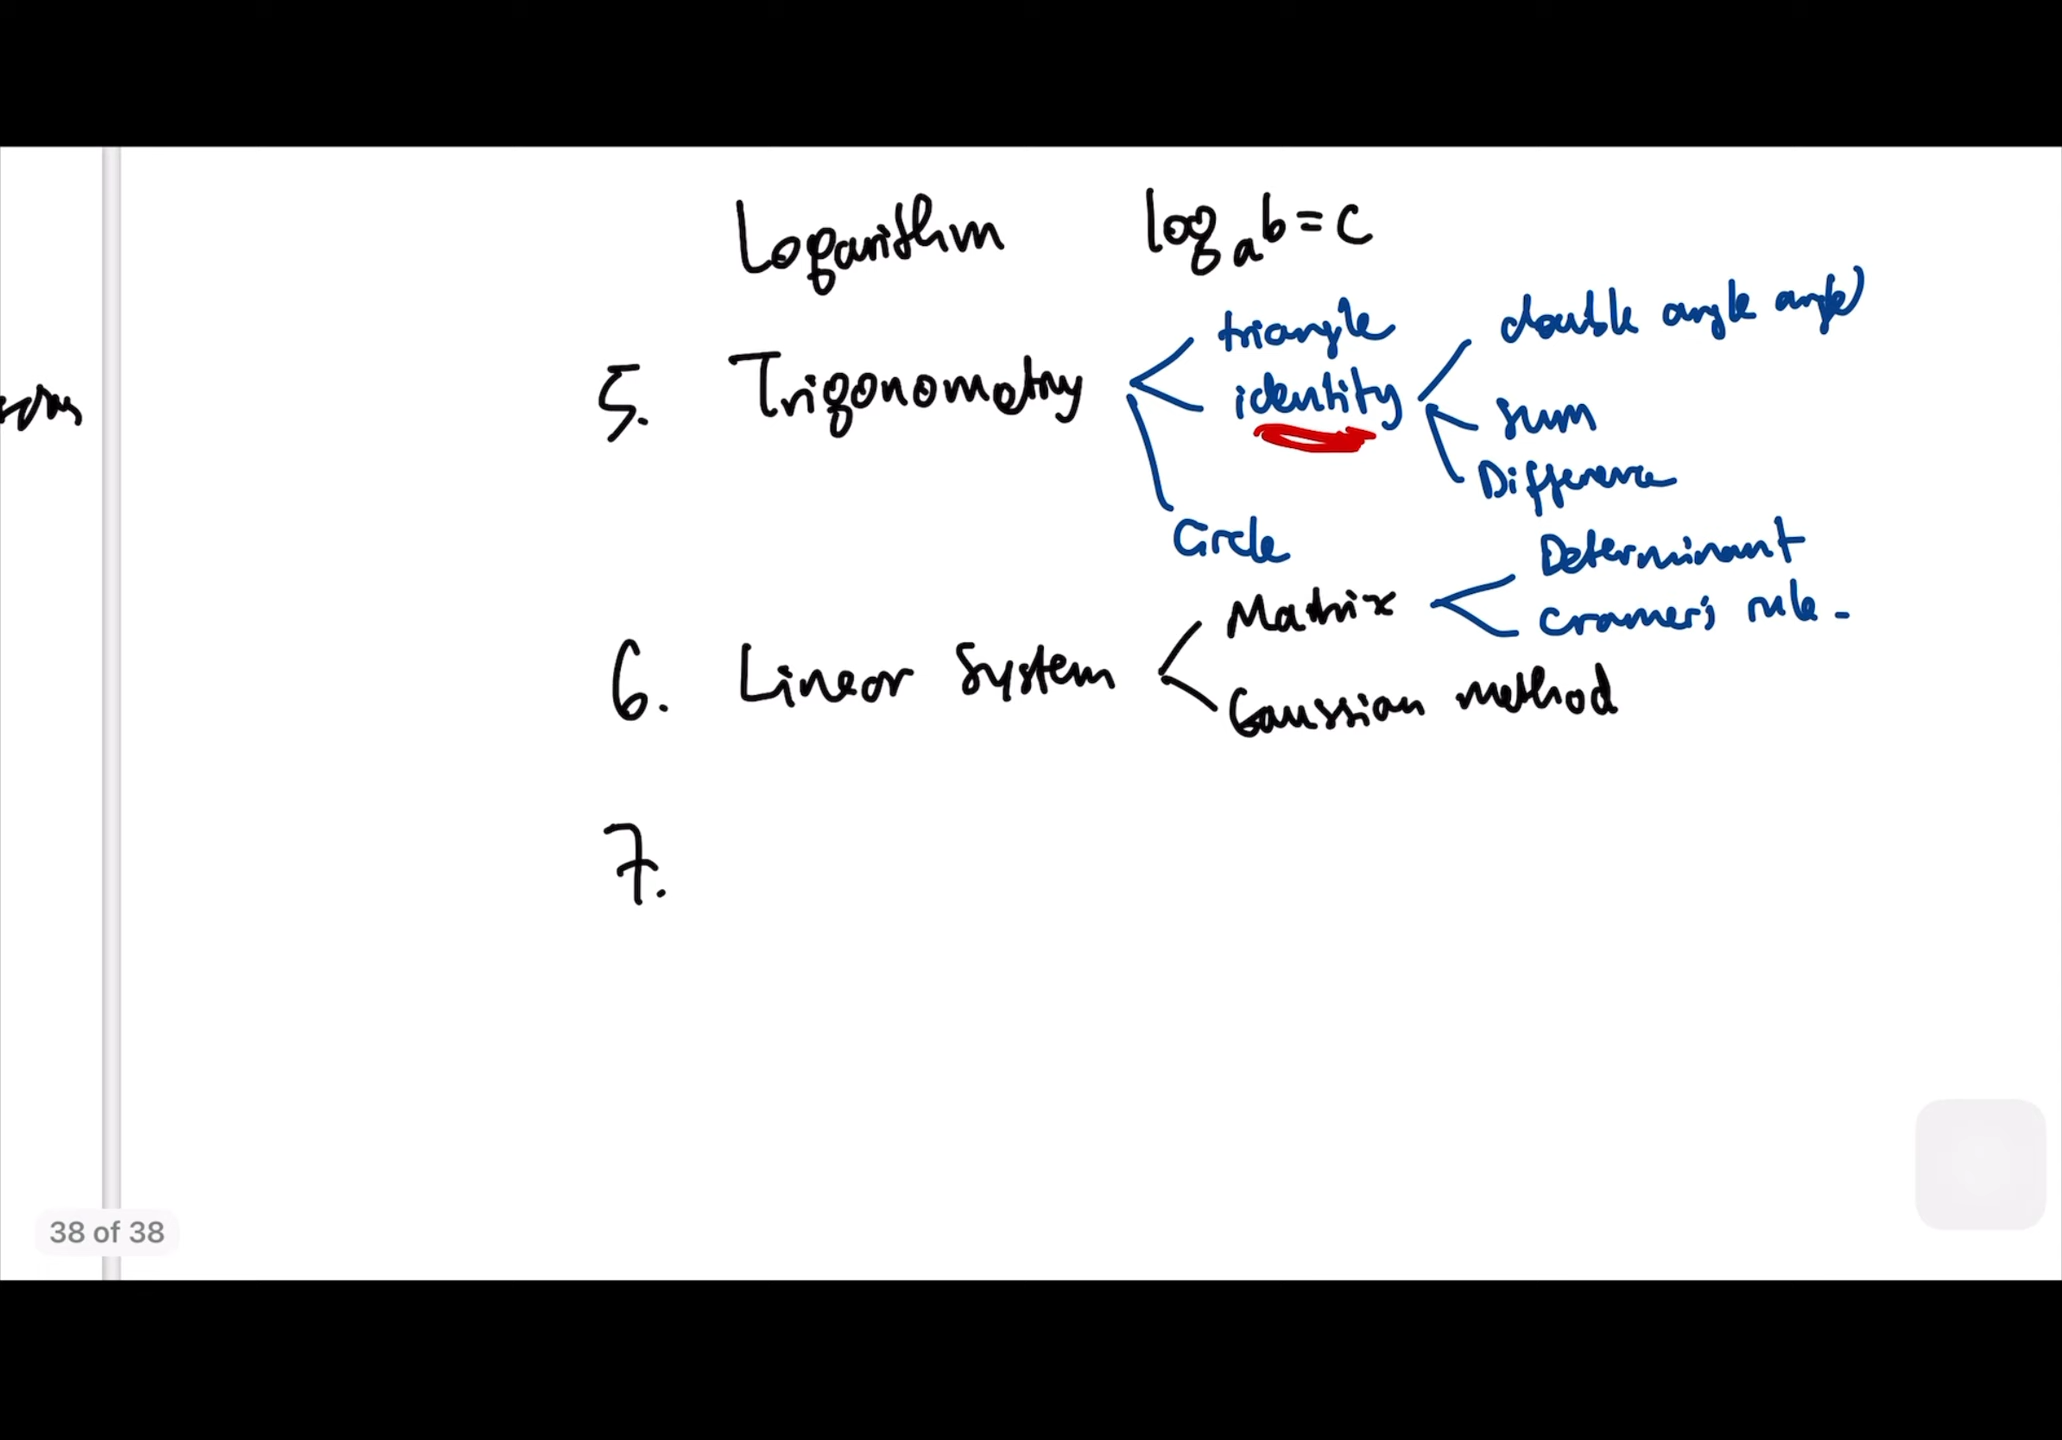 Logarithm log_a b = c
triangle
double angle angle
5. Trigonometry
identity
sum
Difference
Circle
Determinant
Matrix
Cramer's rule -
6. Linear System
Gaussian method
7.
38 of 38